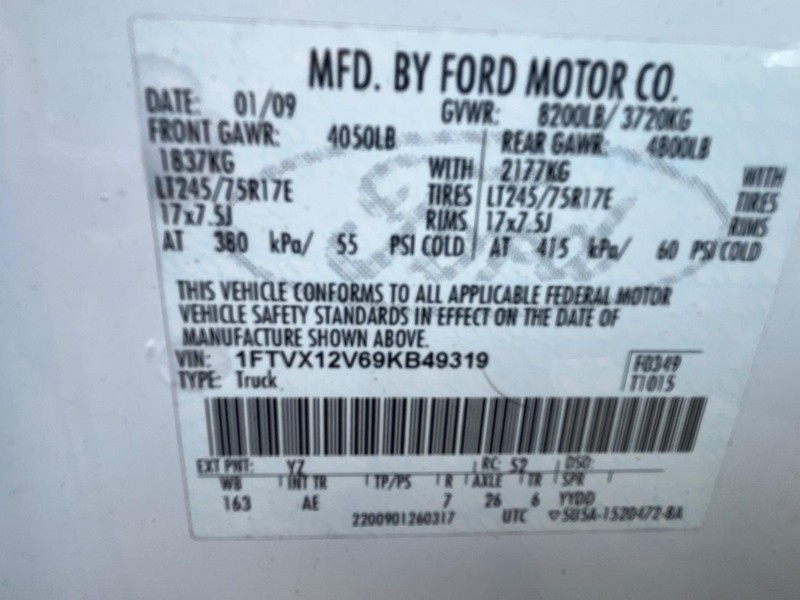 MFD. BY FORD MOTOR CO.
DATE: 01/09 GVWR: 8200LB/ 3720KG
FRONT GAWR: 4050LB REAR GAWR: 4800LB
1837KG WITH 2177KG WITH
LT245/75R17E TIRES LT245/75R17E TIRES
17x7.5J RIMS 17x7.5J RIMS
AT 380 kPa/ 55 PSI COLD AT 415 kPa/ 60 PSI COLD
THIS VEHICLE CONFORMS TO ALL APPLICABLE FEDERAL MOTOR
VEHICLE SAFETY STANDARDS IN EFFECT ON THE DATE OF
MANUFACTURE SHOWN ABOVE.
VIN: 1FTVX12V69KB49319 F0349
TYPE: Truck T1015
EXT PNT: YZ RC: 52 DSO:
WB INT TR TP/PS R AXLE TR SPR
163 AE 7 26 6 YYDD
2200901260317 UTC ▽5U5A-1520472-BA
Ford